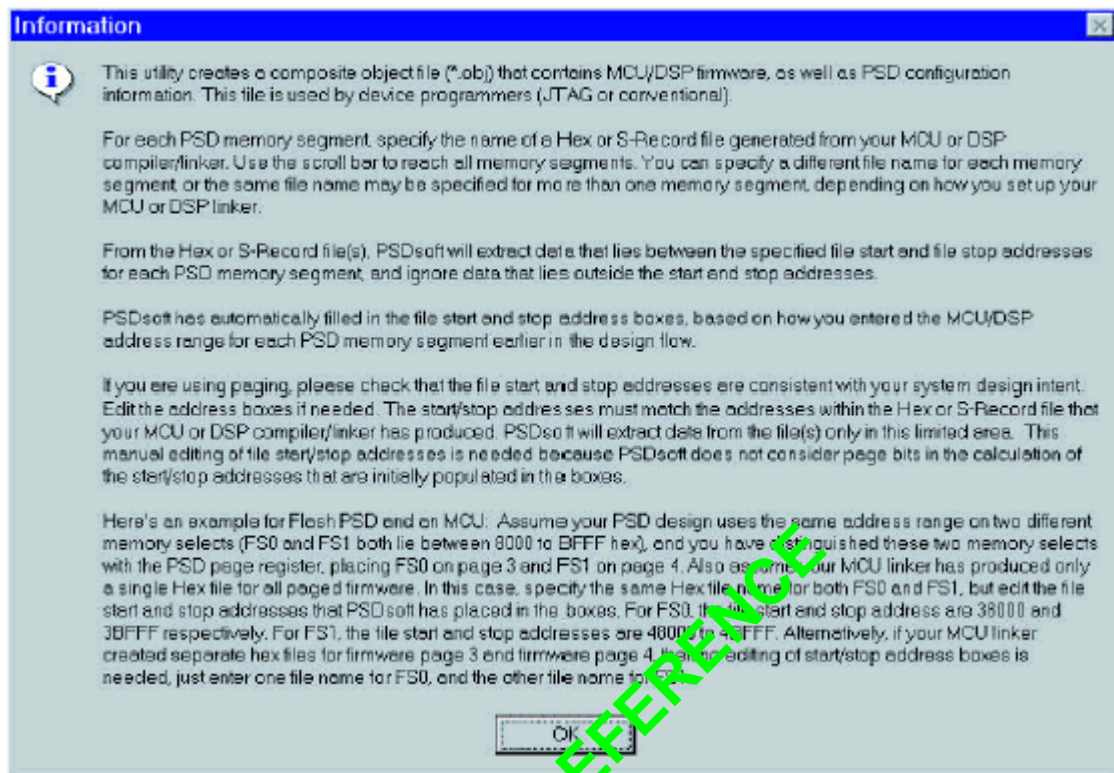 Information
This utility creates a composite object file (*.obj) that contains MCU/DSP firmware, as well as PSD configuration
information. This file is used by device programmers (JTAG or conventional).
For each PSD memory segment, specify the name of a Hex or S-Record file generated from your MCU or DSP
compiler/linker. Use the scroll bar to reach all memory segments. You can specify a different file name for each memory
segment, or the same file name may be specified for more than one memory segment, depending on how you set up your
MCU or DSP linker.
From the Hex or S-Record file(s), PSDsoft will extract data that lies between the specified file start and file stop addresses
for each PSD memory segment, and ignore data that lies outside the start and stop addresses.
PSDsoft has automatically filled in the file start and stop address boxes, based on how you entered the MCU/DSP
address range for each PSD memory segment earlier in the design flow.
If you are using paging, please check that the file start and stop addresses are consistent with your system design intent.
Edit the address boxes if needed. The start/stop addresses must match the addresses within the Hex or S-Record file that
your MCU or DSP compiler/linker has produced. PSDsoft will extract data from the file(s) only in this limited area. This
manual editing of file start/stop addresses is needed because PSDsoft does not consider page bits in the calculation of
the start/stop addresses that are initially populated in the boxes.
Here's an example for Flash PSD and an MCU: Assume your PSD design uses the same address range on two different
memory selects (FS0 and FS1 both lie between 8000 to BFFF hex), and you have distinguished these two memory selects
with the PSD page register, placing FS0 on page 3 and FS1 on page 4. Also assume your MCU linker has produced only
a single Hex file for all paged firmware. In this case, specify the same Hex file name for both FS0 and FS1, but edit the file
start and stop addresses that PSDsoft has placed in the boxes. For FS0, the file start and stop address are 38000 and
3BFFF respectively. For FS1, the file start and stop addresses are 48000 to 4BFFF. Alternatively, if your MCU linker
created separate hex files for firmware page 3 and firmware page 4, then no editing of start/stop address boxes is
needed, just enter one file name for FS0, and the other file name for FS1.
OK
EFERENCE